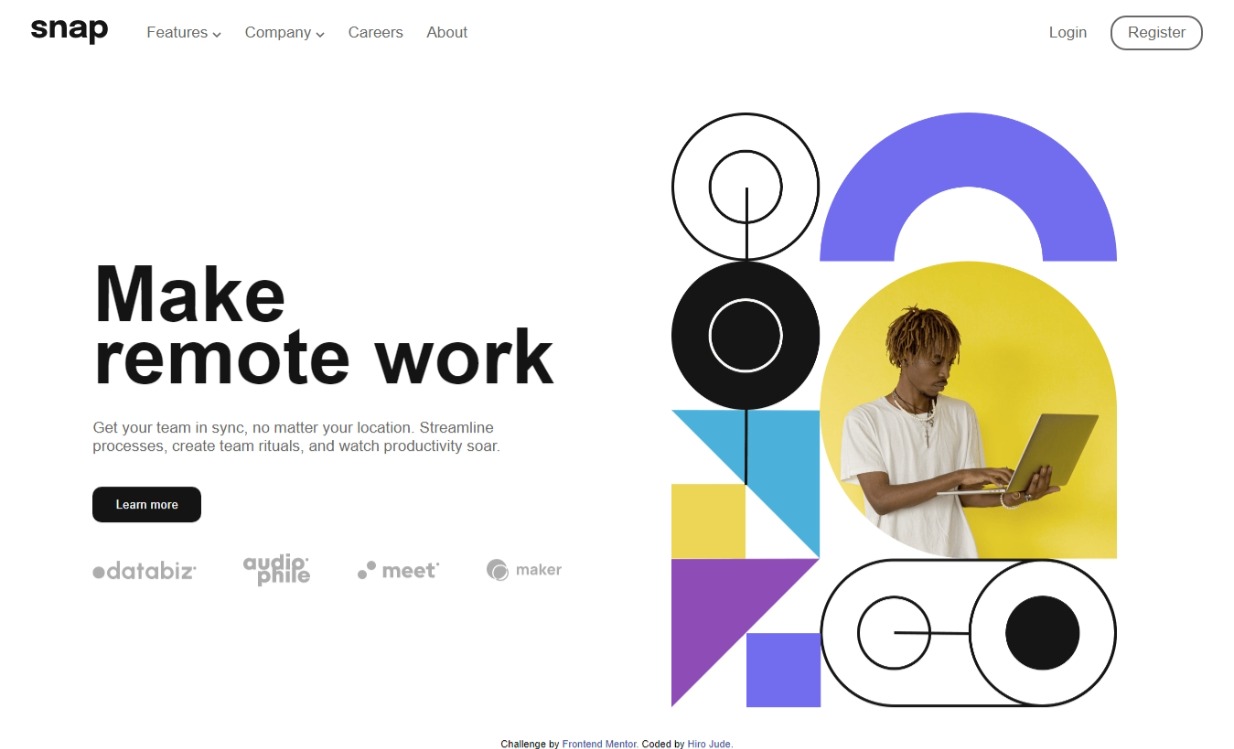 snap Features Company Careers About Login Register
Make
remote work
Get your team in sync, no matter your location. Streamline
processes, create team rituals, and watch productivity soar.
Learn more
databiz audiophile meet maker
Challenge by Frontend Mentor. Coded by Hiro Jude.